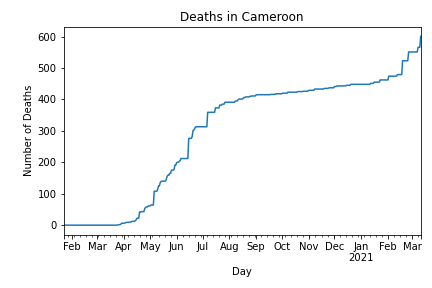 Deaths in Cameroon
Number of Deaths
600
500
400
300
200
100
0
Feb Mar Apr May Jun Jul Aug Sep Oct Nov Dec Jan Feb Mar
2021
Day